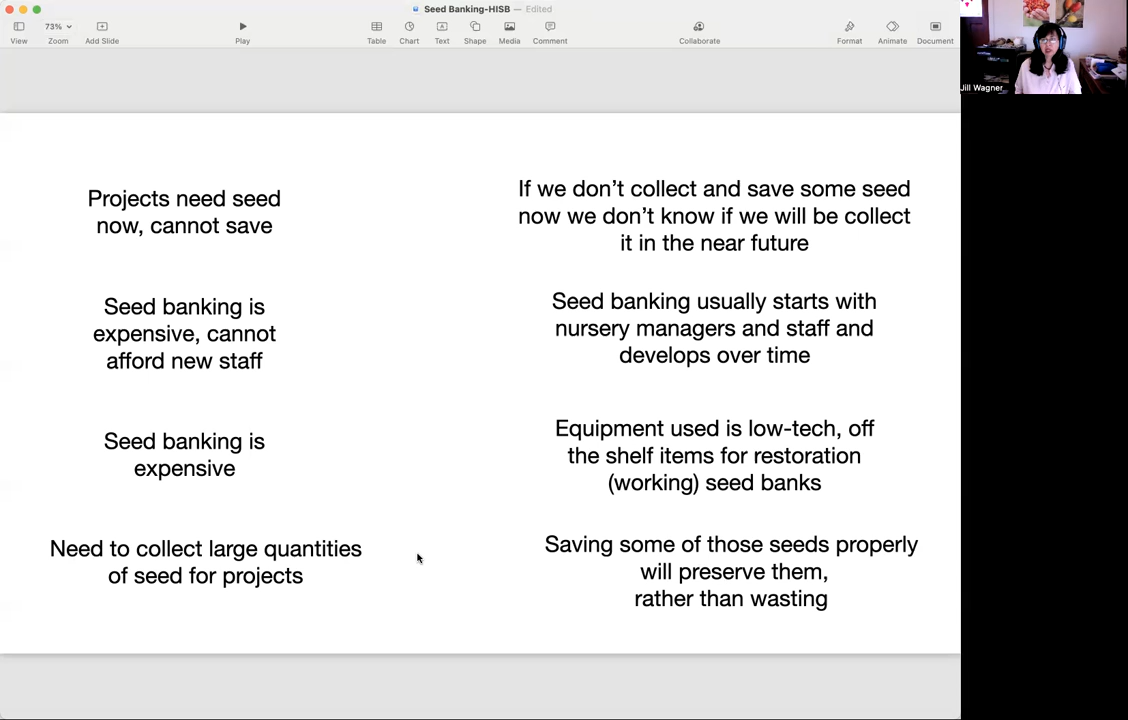 Seed Banking-HISB — Edited
73%
View Zoom Add Slide Play Table Chart Text Shape Media Comment Collaborate Format Animate Document
Jill Wagner
Projects need seed
now, cannot save
If we don't collect and save some seed
now we don't know if we will be collect
it in the near future
Seed banking is
expensive, cannot
afford new staff
Seed banking usually starts with
nursery managers and staff and
develops over time
Seed banking is
expensive
Equipment used is low-tech, off
the shelf items for restoration
(working) seed banks
Need to collect large quantities
of seed for projects
Saving some of those seeds properly
will preserve them,
rather than wasting